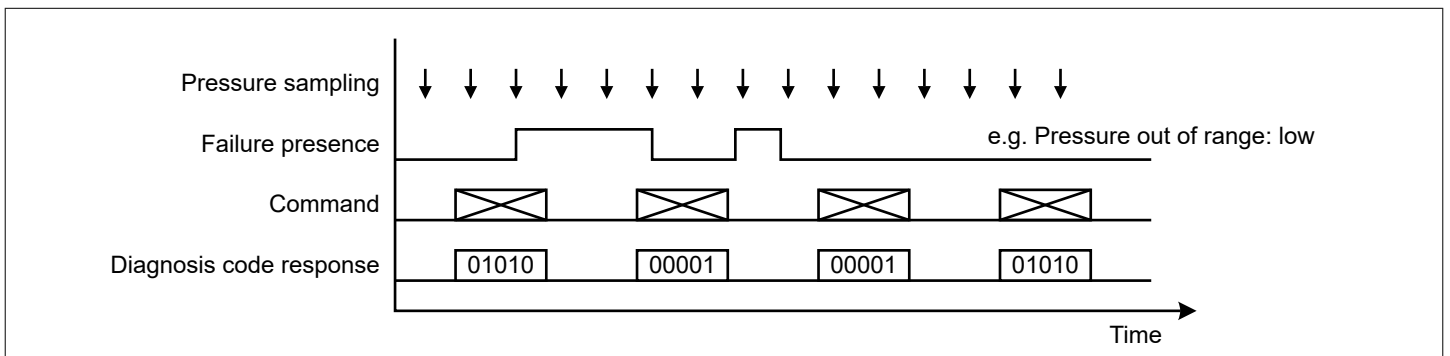 Pressure sampling
Failure presence
e.g. Pressure out of range: low
Command
Diagnosis code response
01010
00001
00001
01010
Time